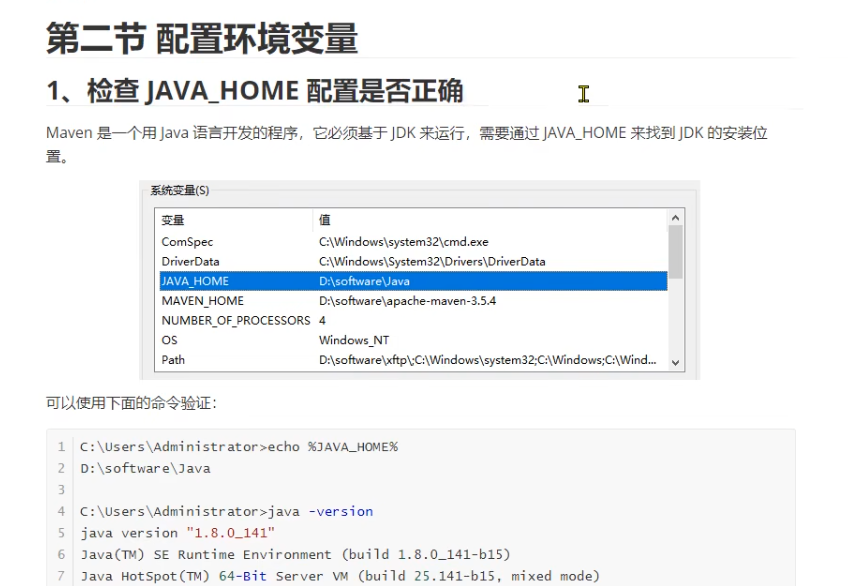 第二节 配置环境变量
1、检查 JAVA_HOME 配置是否正确
Maven 是一个用 Java 语言开发的程序，它必须基于 JDK 来运行，需要通过 JAVA_HOME 来找到 JDK 的安装位
置。
系统变量(S)
变量 值
ComSpec C:\Windows\system32\cmd.exe
DriverData C:\Windows\System32\Drivers\DriverData
JAVA_HOME D:\software\Java
MAVEN_HOME D:\software\apache-maven-3.5.4
NUMBER_OF_PROCESSORS 4
OS Windows_NT
Path D:\software\xftp\;C:\Windows\system32;C:\Windows;C:\Wind...
可以使用下面的命令验证：
1 C:\Users\Administrator>echo %JAVA_HOME%
2 D:\software\Java
3
4 C:\Users\Administrator>java -version
5 java version "1.8.0_141"
6 Java(TM) SE Runtime Environment (build 1.8.0_141-b15)
7 Java HotSpot(TM) 64-Bit Server VM (build 25.141-b15, mixed mode)